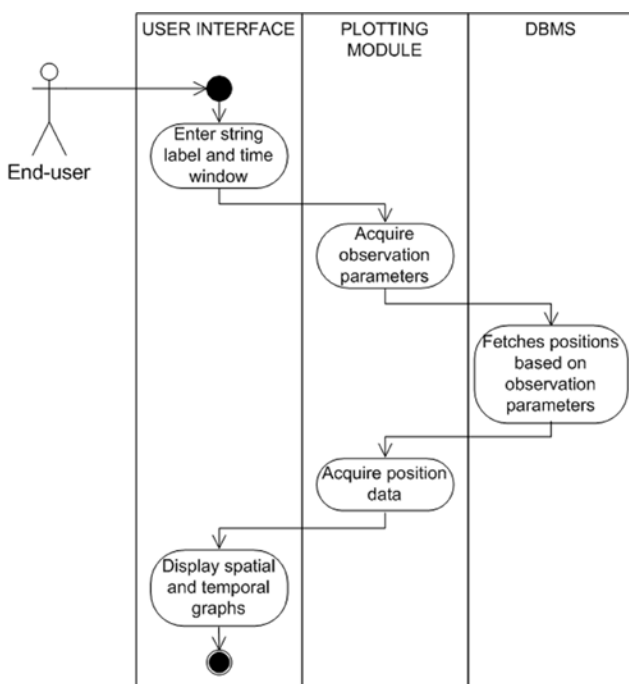 USER INTERFACE
PLOTTING
MODULE
DBMS
End-user
Enter string
label and time
window
Acquire
observation
parameters
Fetches positions
based on
observation
parameters
Acquire position
data
Display spatial
and temporal
graphs